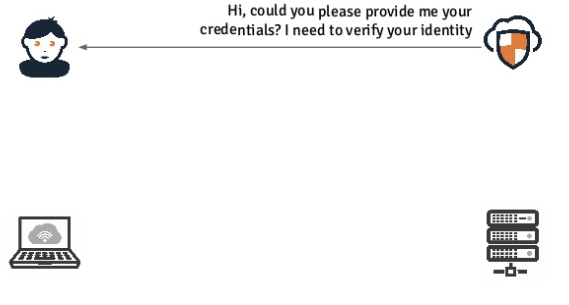 Hi, could you please provide me your
credentials? I need to verify your identity